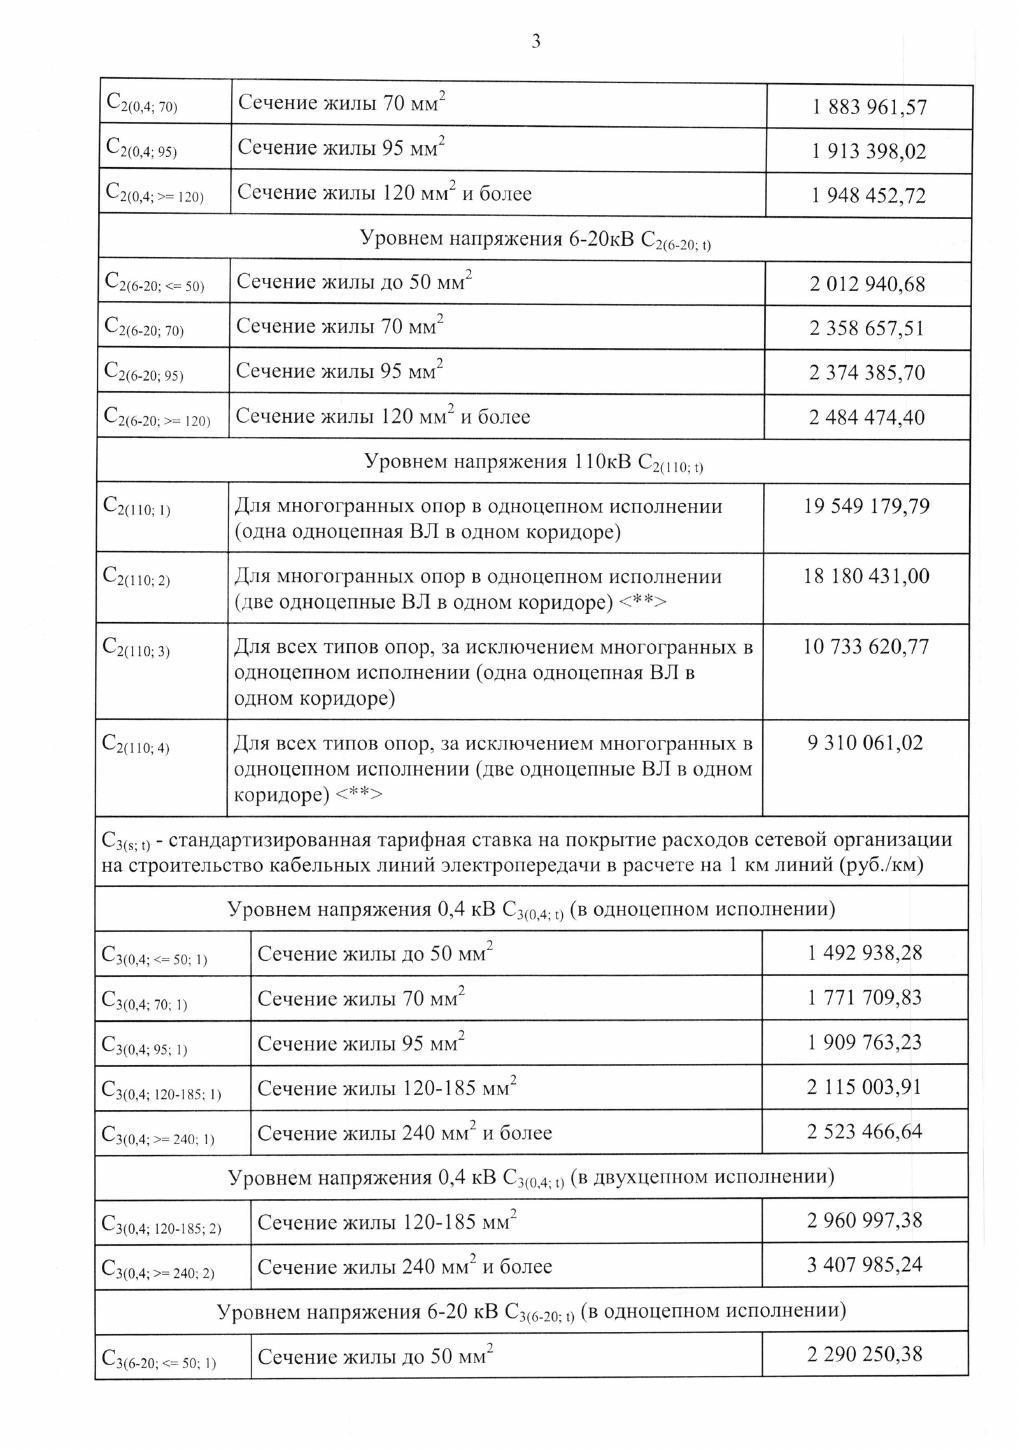 3
C2(0,4; 70) Сечение жилы 70 мм2 1 883 961,57
C2(0,4; 95) Сечение жилы 95 мм2 1 913 398,02
C2(0,4; >= 120) Сечение жилы 120 мм2 и более 1 948 452,72
Уровнем напряжения 6-20кВ C2(6-20; t)
C2(6-20; <= 50) Сечение жилы до 50 мм2 2 012 940,68
C2(6-20; 70) Сечение жилы 70 мм2 2 358 657,51
C2(6-20; 95) Сечение жилы 95 мм2 2 374 385,70
C2(6-20; >= 120) Сечение жилы 120 мм2 и более 2 484 474,40
Уровнем напряжения 110кВ C2(110; t)
C2(110; 1) Для многогранных опор в одноцепном исполнении 19 549 179,79
(одна одноцепная ВЛ в одном коридоре)
C2(110; 2) Для многогранных опор в одноцепном исполнении 18 180 431,00
(две одноцепные ВЛ в одном коридоре) <**>
C2(110; 3) Для всех типов опор, за исключением многогранных в 10 733 620,77
одноцепном исполнении (одна одноцепная ВЛ в
одном коридоре)
C2(110; 4) Для всех типов опор, за исключением многогранных в 9 310 061,02
одноцепном исполнении (две одноцепные ВЛ в одном
коридоре) <**>
C3(s; t) - стандартизированная тарифная ставка на покрытие расходов сетевой организации
на строительство кабельных линий электропередачи в расчете на 1 км линий (руб./км)
Уровнем напряжения 0,4 кВ C3(0,4; t) (в одноцепном исполнении)
C3(0,4; <= 50; 1) Сечение жилы до 50 мм2 1 492 938,28
C3(0,4; 70; 1) Сечение жилы 70 мм2 1 771 709,83
C3(0,4; 95; 1) Сечение жилы 95 мм2 1 909 763,23
C3(0,4; 120-185; 1) Сечение жилы 120-185 мм2 2 115 003,91
C3(0,4; >= 240; 1) Сечение жилы 240 мм2 и более 2 523 466,64
Уровнем напряжения 0,4 кВ C3(0,4; t) (в двухцепном исполнении)
C3(0,4; 120-185; 2) Сечение жилы 120-185 мм2 2 960 997,38
C3(0,4; >= 240; 2) Сечение жилы 240 мм2 и более 3 407 985,24
Уровнем напряжения 6-20 кВ C3(6-20; t) (в одноцепном исполнении)
C3(6-20; <= 50; 1) Сечение жилы до 50 мм2 2 290 250,38